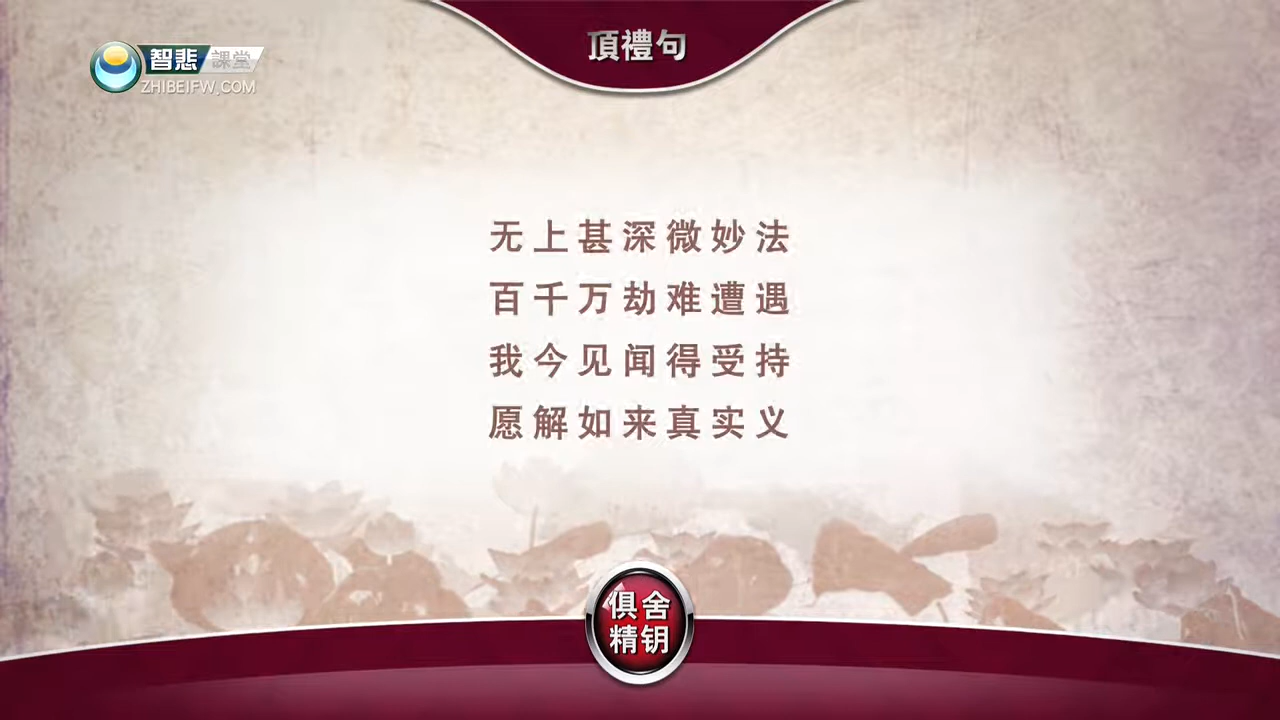 頂禮句
智悲課堂
ZHIBEIFW.COM
无上甚深微妙法
百千万劫难遭遇
我今见闻得受持
愿解如来真实义
俱舍
精钥